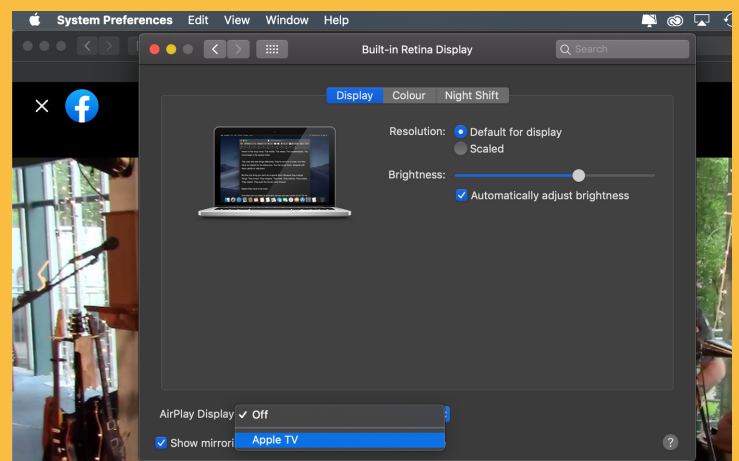 System Preferences Edit View Window Help
Built-in Retina Display
Search
Display Colour Night Shift
Resolution: Default for display
Scaled
Brightness:
Automatically adjust brightness
AirPlay Display
Off
Apple TV
Show mirrori
?